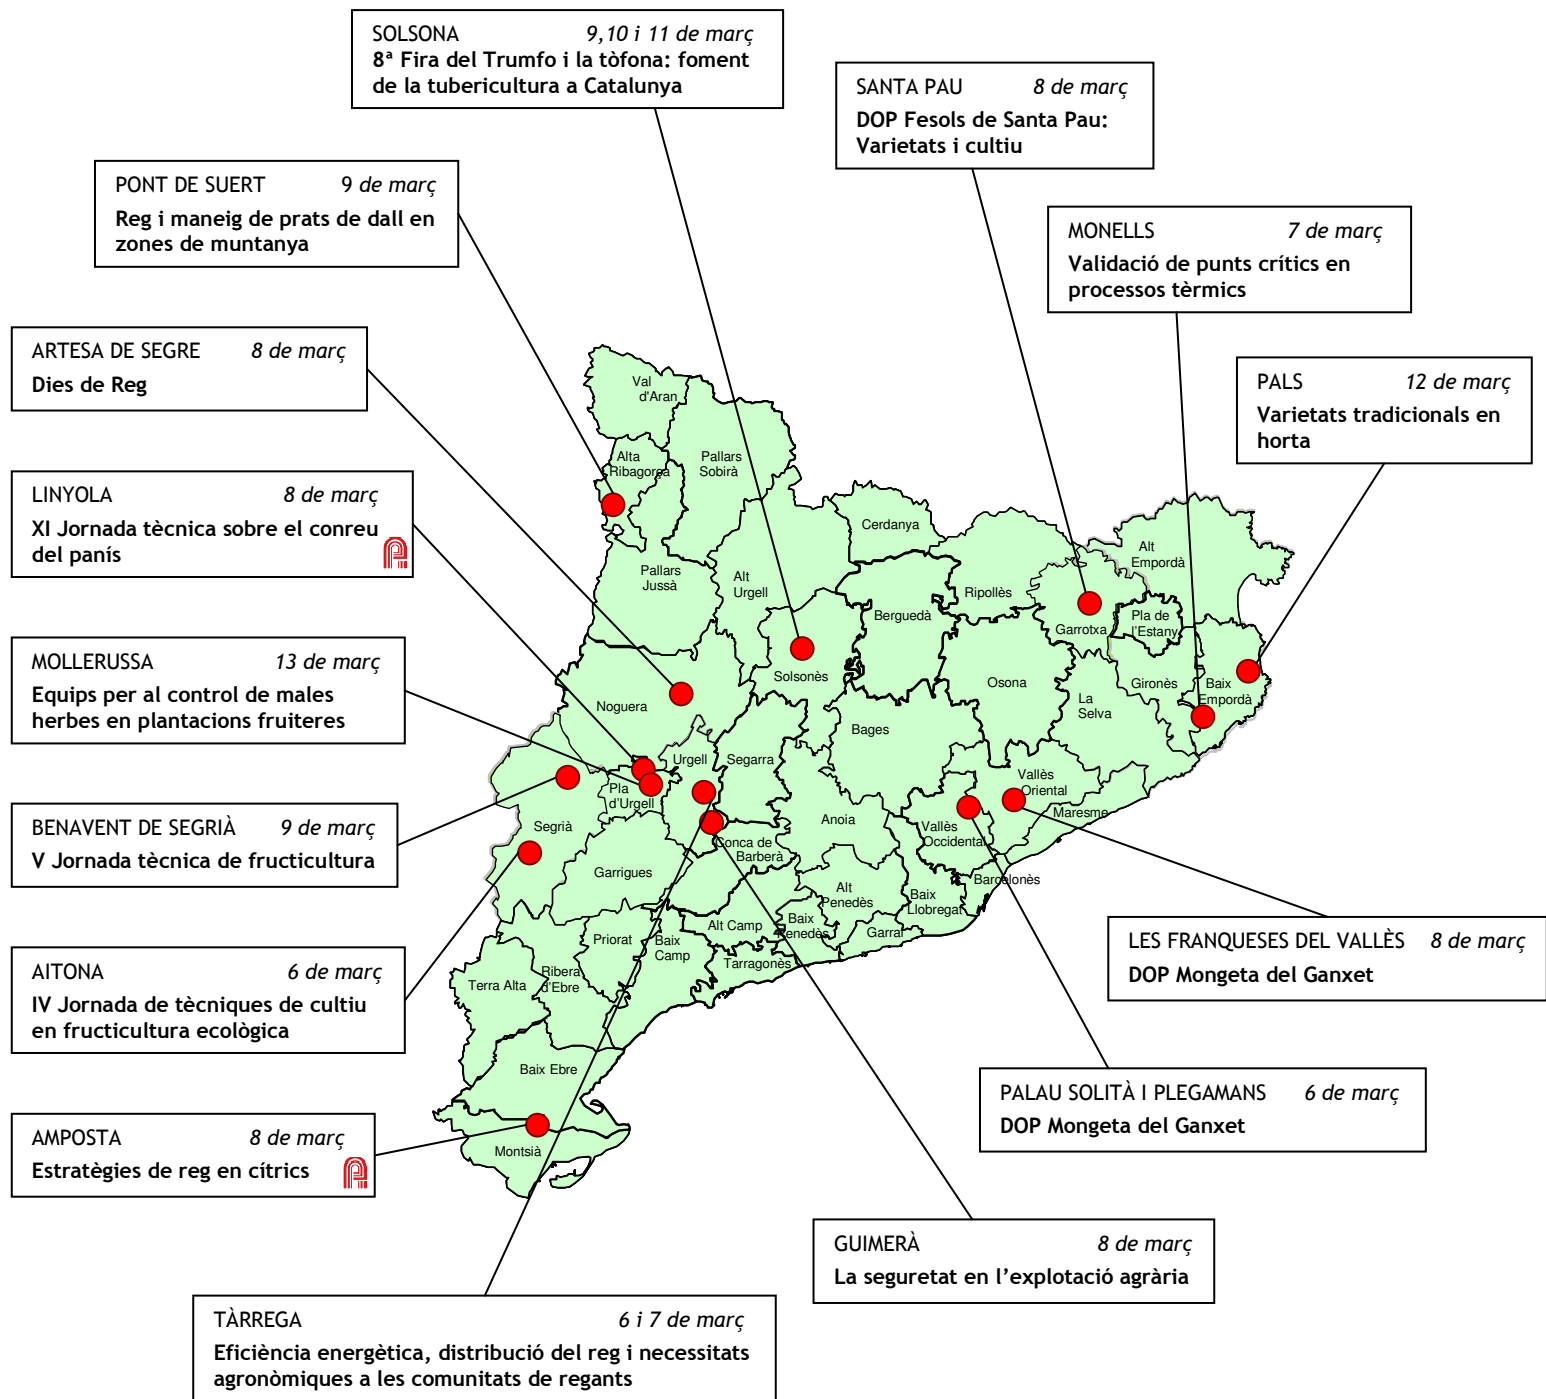 SOLSONA 9,10 i 11 de març
8ª Fira del Trumfo i la tòfona: foment
de la tubericultura a Catalunya
SANTA PAU 8 de març
DOP Fesols de Santa Pau:
Varietats i cultiu
PONT DE SUERT 9 de març
Reg i maneig de prats de dall en
zones de muntanya
MONELLS 7 de març
Validació de punts crítics en
processos tèrmics
ARTESA DE SEGRE 8 de març
Dies de Reg
PALS 12 de març
Varietats tradicionals en
horta
LINYOLA 8 de març
XI Jornada tècnica sobre el conreu
del panís
MOLLERUSSA 13 de març
Equips per al control de males
herbes en plantacions fruiteres
BENAVENT DE SEGRIÀ 9 de març
V Jornada tècnica de fructicultura
AITONA 6 de març
IV Jornada de tècniques de cultiu
en fructicultura ecològica
AMPOSTA 8 de març
Estratègies de reg en cítrics
LES FRANQUESES DEL VALLÈS 8 de març
DOP Mongeta del Ganxet
PALAU SOLITÀ I PLEGAMANS 6 de març
DOP Mongeta del Ganxet
GUIMERÀ 8 de març
La seguretat en l’explotació agrària
TÀRREGA 6 i 7 de març
Eficiència energètica, distribució del reg i necessitats
agronòmiques a les comunitats de regants
Val
d'Aran
Alta
Ribagorça
Pallars
Sobirà
Pallars
Jussà
Alt
Urgell
Cerdanya
Berguedà
Ripollès
Garrotxa
Alt
Empordà
Pla de
l'Estany
Gironès
Baix
Empordà
La
Selva
Osona
Solsonès
Noguera
Bages
Urgell
Segarra
Pla
d'Urgell
Segrià
Garrigues
Conca de
Barberà
Anoia
Vallès
Oriental
Vallès
Occidental
Maresme
Barcelonès
Baix
Llobregat
Alt
Penedès
Baix
Penedès
Garraf
Alt Camp
Tarragonès
Baix
Camp
Priorat
Ribera
d'Ebre
Terra Alta
Baix Ebre
Montsià